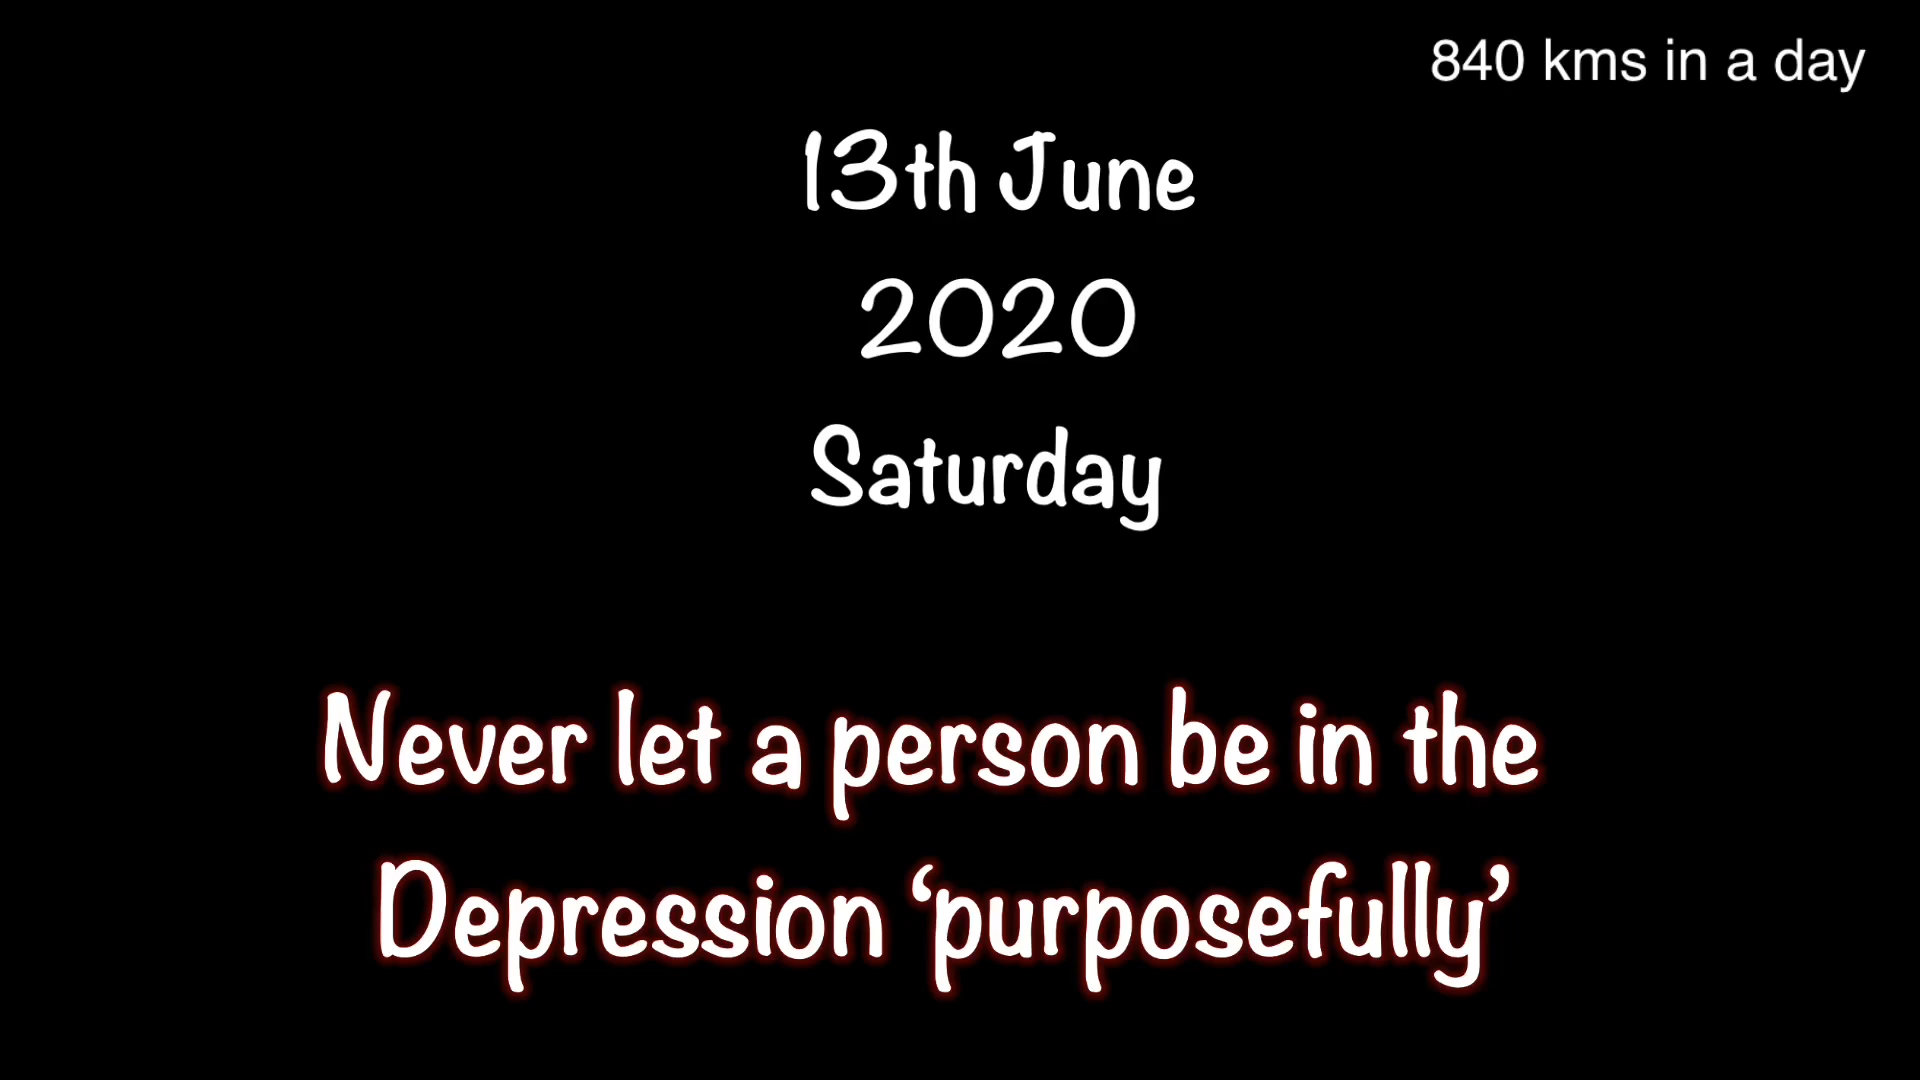 840 kms in a day
13th June
2020
Saturday
Never let a person be in the
Depression ‘purposefully’